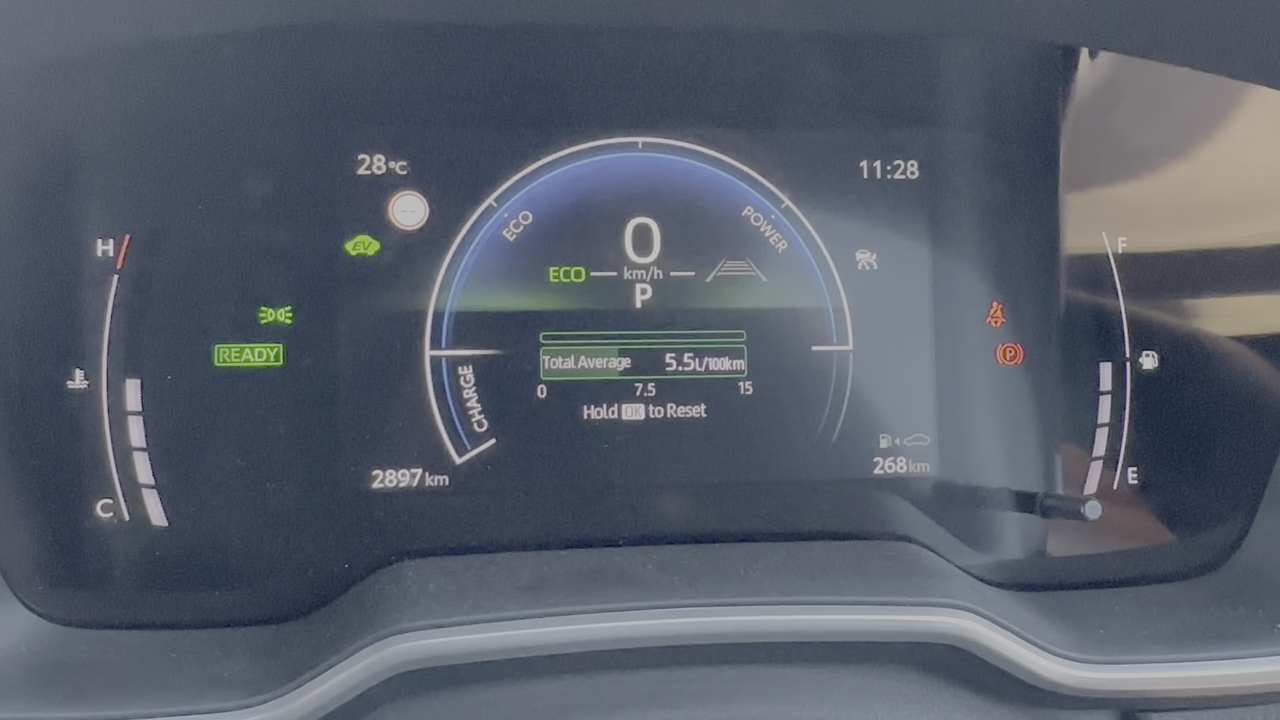 28°C
11:28
--
EV
ECO
POWER
0
H
F
ECO
km/h
P
READY
P
Total Average 5.5L/100km
0 7.5 15
Hold OK to Reset
CHARGE
2897km
268km
C
E